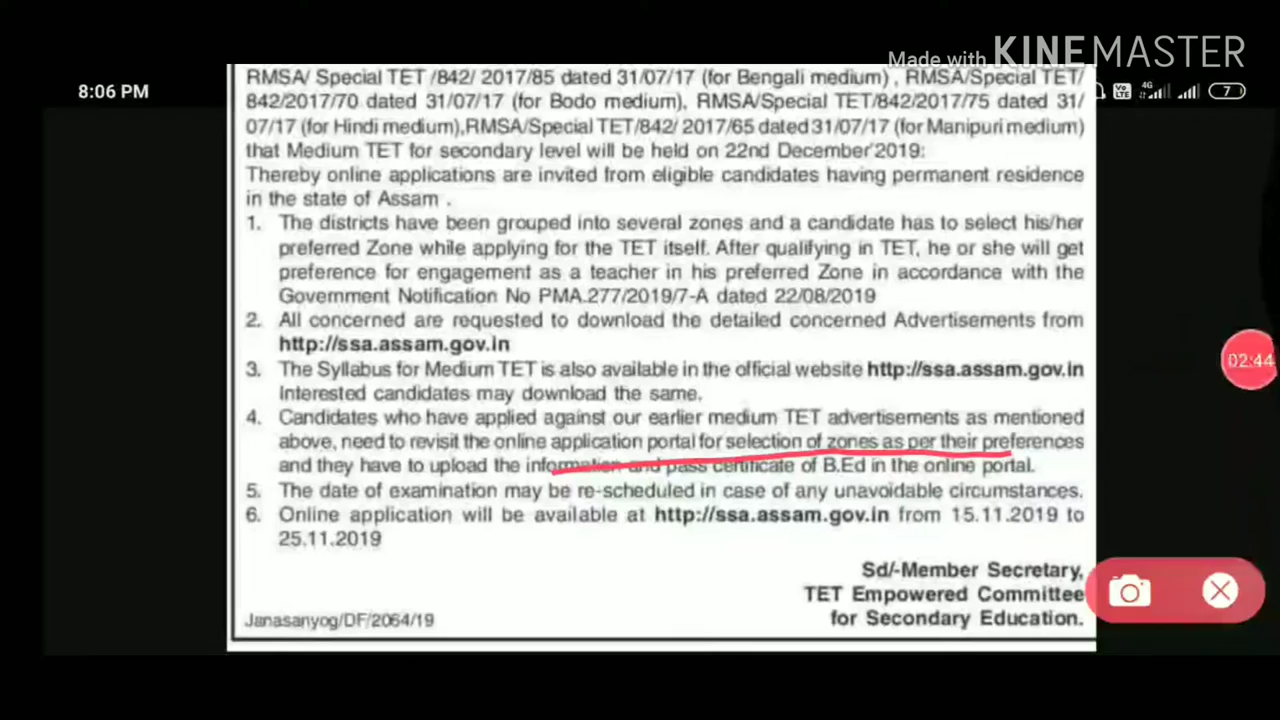 Made with KINEMASTER
8:06 PM
4G
Vo LTE
7
RMSA/ Special TET /842/ 2017/85 dated 31/07/17 (for Bengali medium) , RMSA/Special TET/
842/2017/70 dated 31/07/17 (for Bodo medium), RMSA/Special TET/842/2017/75 dated 31/
07/17 (for Hindi medium),RMSA/Special TET/842/ 2017/65 dated 31/07/17 (for Manipuri medium)
that Medium TET for secondary level will be held on 22nd December'2019:
Thereby online applications are invited from eligible candidates having permanent residence
in the state of Assam .
1. The districts have been grouped into several zones and a candidate has to select his/her
preferred Zone while applying for the TET itself. After qualifying in TET, he or she will get
preference for engagement as a teacher in his preferred Zone in accordance with the
Government Notification No PMA.277/2019/7-A dated 22/08/2019
2. All concerned are requested to download the detailed concerned Advertisements from
http://ssa.assam.gov.in
3. The Syllabus for Medium TET is also available in the official website http://ssa.assam.gov.in
Interested candidates may download the same.
02:44
4. Candidates who have applied against our earlier medium TET advertisements as mentioned
above, need to revisit the online application portal for selection of zones as per their preferences
and they have to upload the information and pass certificate of B.Ed in the online portal.
5. The date of examination may be re-scheduled in case of any unavoidable circumstances.
6. Online application will be available at http://ssa.assam.gov.in from 15.11.2019 to
25.11.2019
Sd/-Member Secretary,
TET Empowered Committee
for Secondary Education.
Janasanyog/DF/2064/19